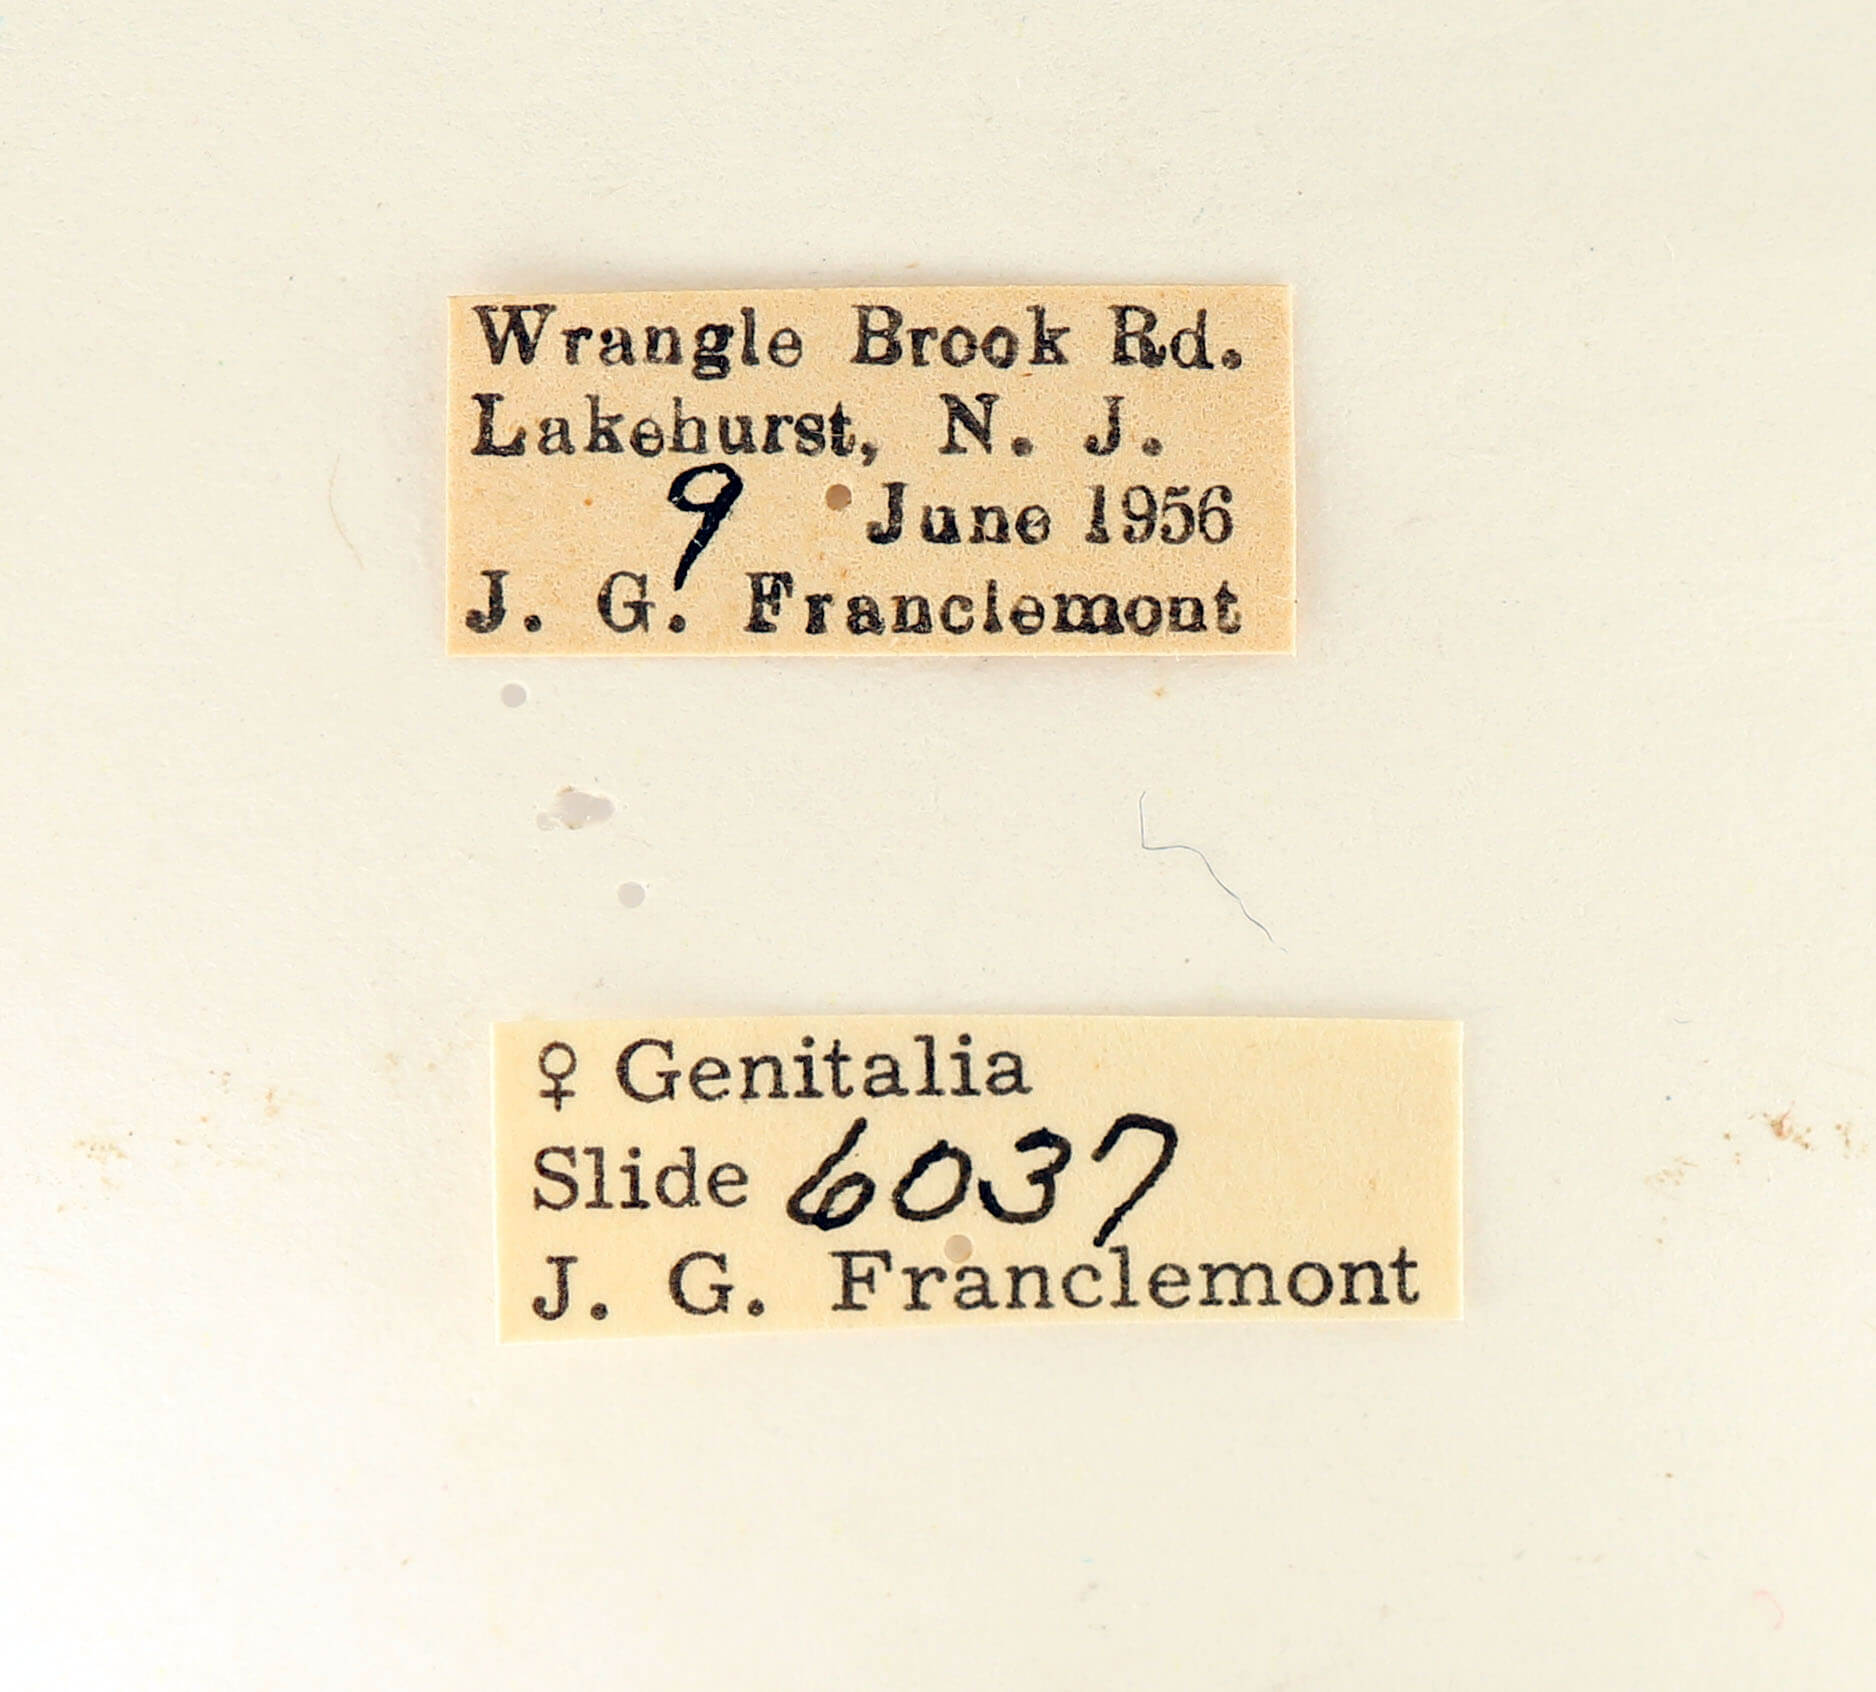 Wrangle Brook Rd.
Lakehurst, N. J.
9 June 1956
J. G. Franclemont
♀ Genitalia
Slide 6037
J. G. Franclemont